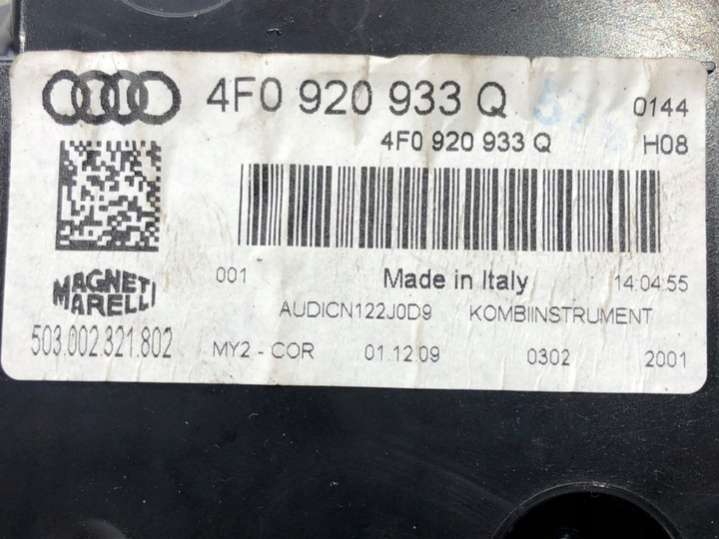 4F0 920 933 Q 0144
4F0 920 933 Q H08
001 Made in Italy 14:04:55
MAGNETI
MARELLI
AUDICN122J0D9 KOMBIINSTRUMENT
503.002.321.802 MY2 - COR 01.12.09 0302 2001